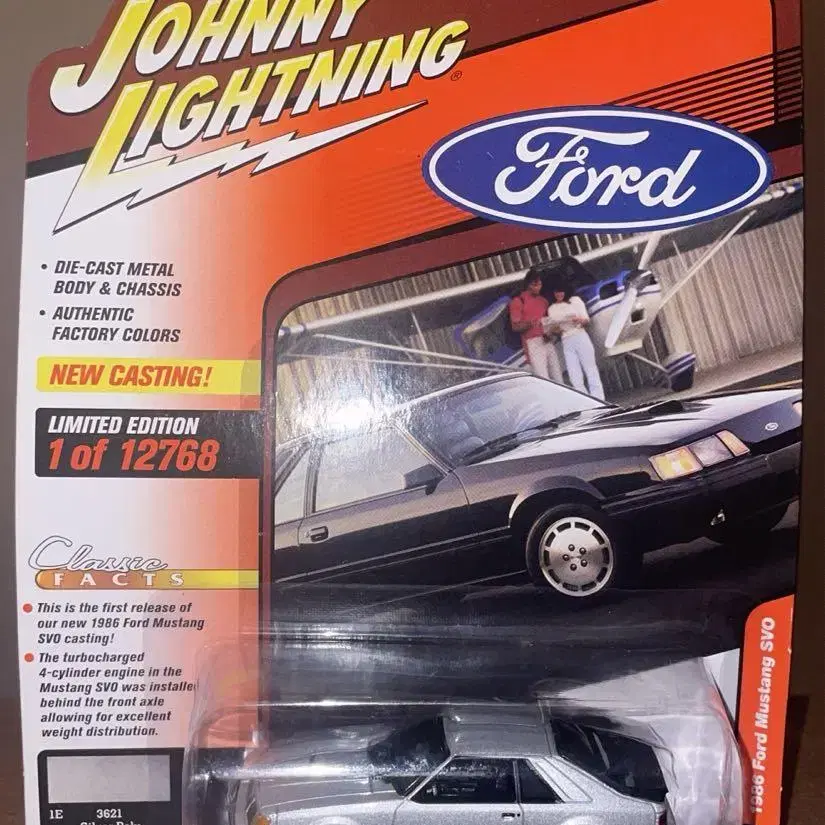 JOHNNY
LIGHTNING®
Ford
• DIE-CAST METAL
BODY & CHASSIS
• AUTHENTIC
FACTORY COLORS
NEW CASTING!
LIMITED EDITION
1 of 12768
Classic
FACTS
• This is the first release of
our new 1986 Ford Mustang
SVO casting!
• The turbocharged
4-cylinder engine in the
Mustang SVO was installe
behind the front axle
allowing for excellent
weight distribution.
1986 Ford Mustang SVO
1E 3621